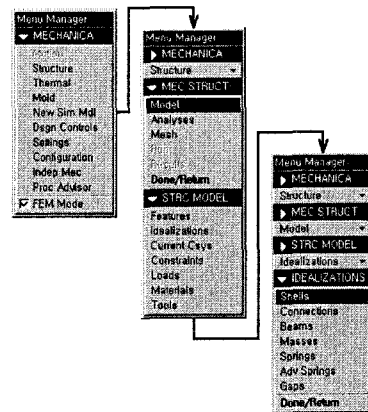 Menu Manager
MECHANICA
Structure
Thermal
Mold
New Sim Mdl
Dsgn Controls
Settings
Configuration
Indep Mec
Proc Advisor
FEM Mode
Menu Manager
MECHANICA
Structure
MEC STRUCT
Model
Analyses
Mesh
Done/Return
STRC MODEL
Features
Idealizations
Current Csys
Constraints
Loads
Materials
Tools
Menu Manager
MECHANICA
Structure
MEC STRUCT
Model
STRC MODEL
Idealizations
IDEALIZATIONS
Shells
Connections
Beams
Masses
Springs
Adv Springs
Gaps
Done/Return